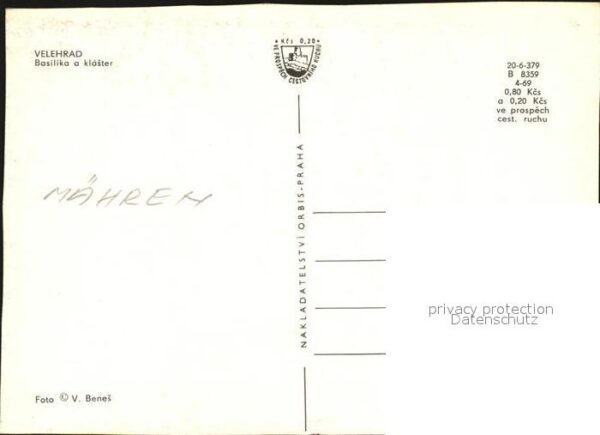 VELEHRAD
Basilika a klášter
Kčs 0,20
VE PROSPĚCH CESTOVNÍHO RUCHU
20-6-379
B 8359
4-69
0,80 Kčs
a 0,20 Kčs
ve prospěch
cest. ruchu
MÄHREN
NAKLADATELSTVÍ ORBIS-PRAHA
privacy protection
Datenschutz
Foto © V. Beneš